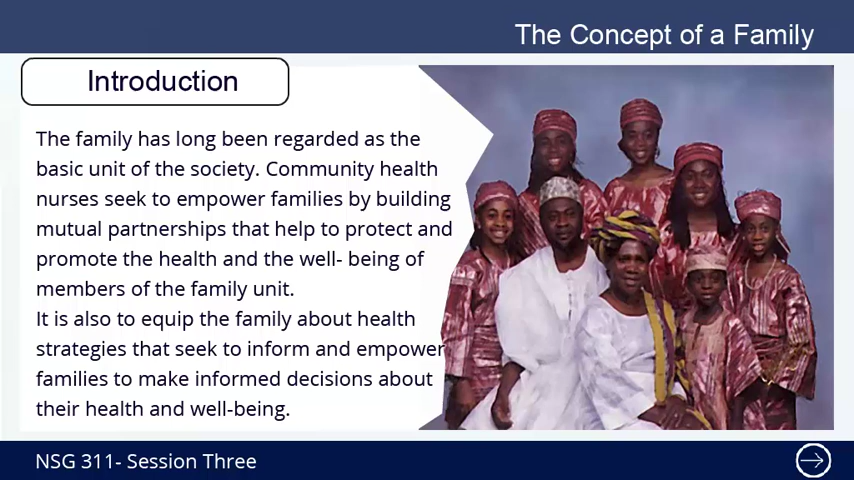 The Concept of a Family
Introduction
The family has long been regarded as the
basic unit of the society. Community health
nurses seek to empower families by building
mutual partnerships that help to protect and
promote the health and the well- being of
members of the family unit.
It is also to equip the family about health
strategies that seek to inform and empower
families to make informed decisions about
their health and well-being.
NSG 311- Session Three